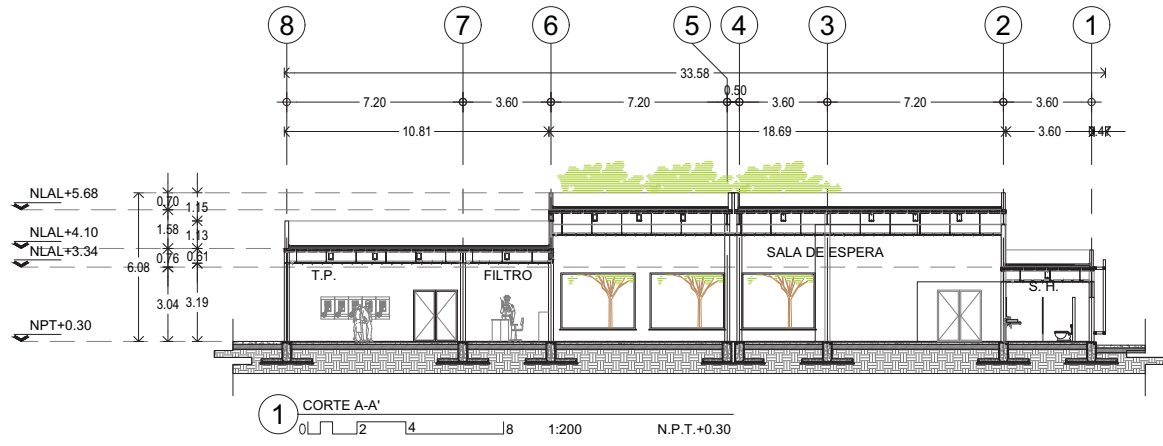 8 7 6 5 4 3 2 1
33.58
0.50
7.20 3.60 7.20 3.60 7.20 3.60
10.81 18.69 3.60 1.47
NLAL+5.68
0.70 1.15
NLAL+4.10
1.58 1.13
NLAL+3.34
0.76 0.61
6.08
SALA DE ESPERA
T.P. FILTRO
S. H.
3.04 3.19
NPT+0.30
1 CORTE A-A'
0 2 4 8 1:200 N.P.T.+0.30